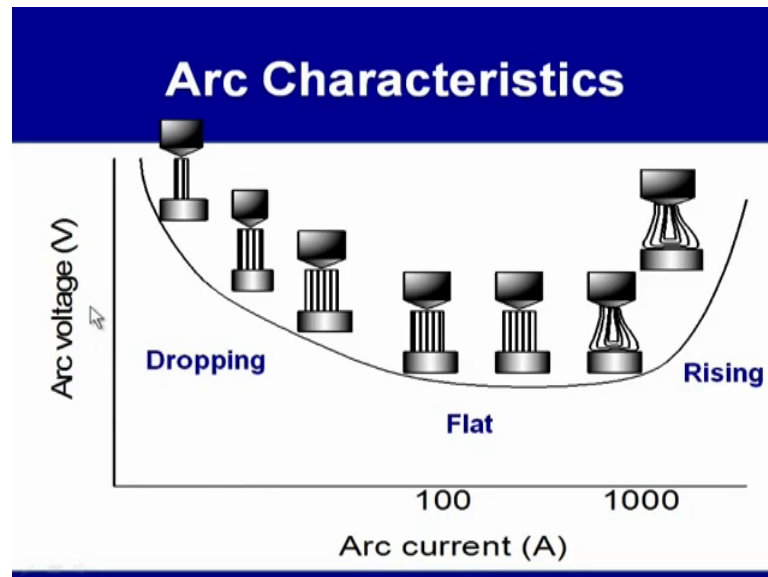 Arc Characteristics
Arc voltage (V)
Dropping
Flat
Rising
100
1000
Arc current (A)